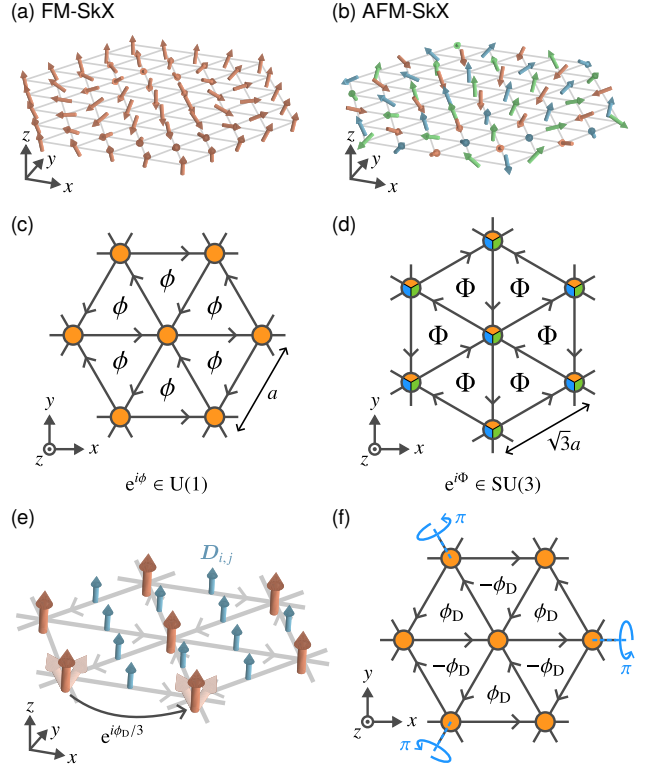 (a) FM-SkX
(b) AFM-SkX
z
y
x
z
y
x
(c)
ϕ
ϕ ϕ
ϕ ϕ
ϕ
a
y
z x
e^{iϕ} ∈ U(1)
(d)
Φ Φ
Φ Φ
Φ Φ
√3a
y
z x
e^{iΦ} ∈ SU(3)
(e)
D_{i,j}
z
y
x
e^{iϕ_D/3}
(f)
π
−ϕ_D
ϕ_D ϕ_D
π
−ϕ_D −ϕ_D
ϕ_D
π
y
z x